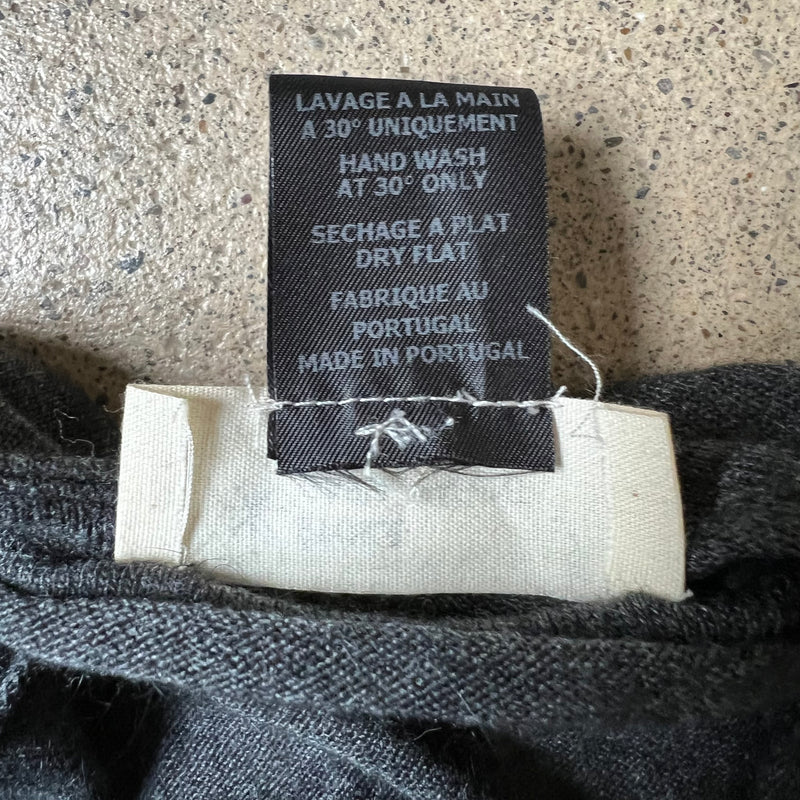 LAVAGE A LA MAIN
A 30° UNIQUEMENT
HAND WASH
AT 30° ONLY
SECHAGE A PLAT
DRY FLAT
FABRIQUE AU
PORTUGAL
MADE IN PORTUGAL